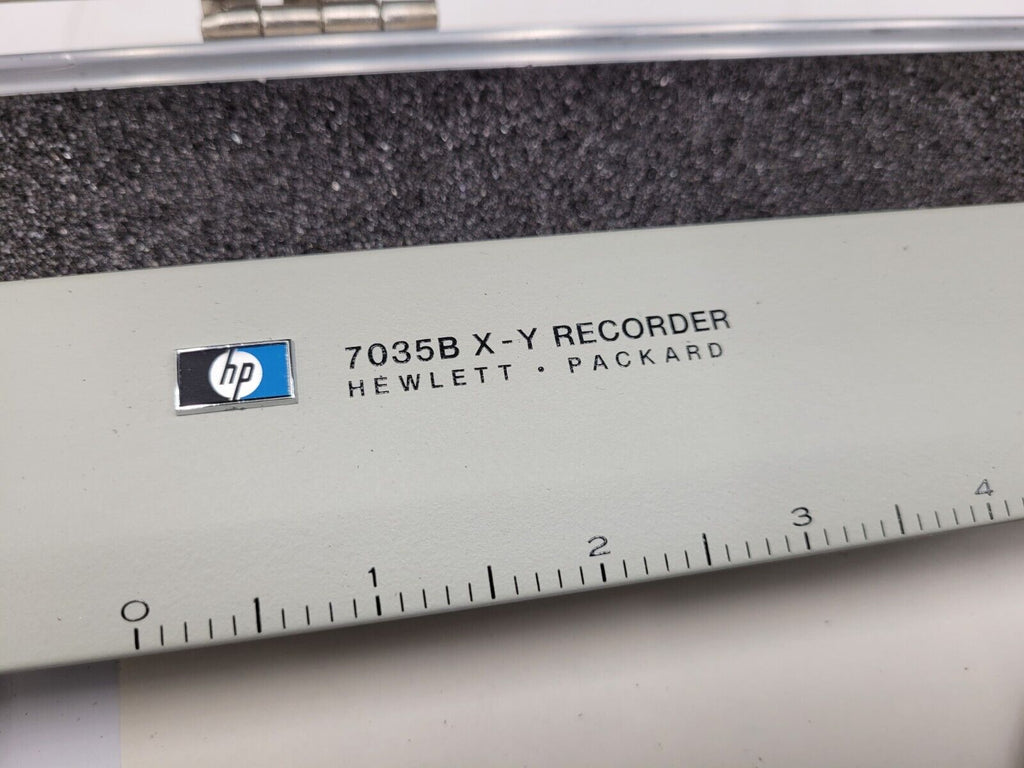 hp
7035B X-Y RECORDER
HEWLETT · PACKARD
0 1 2 3 4